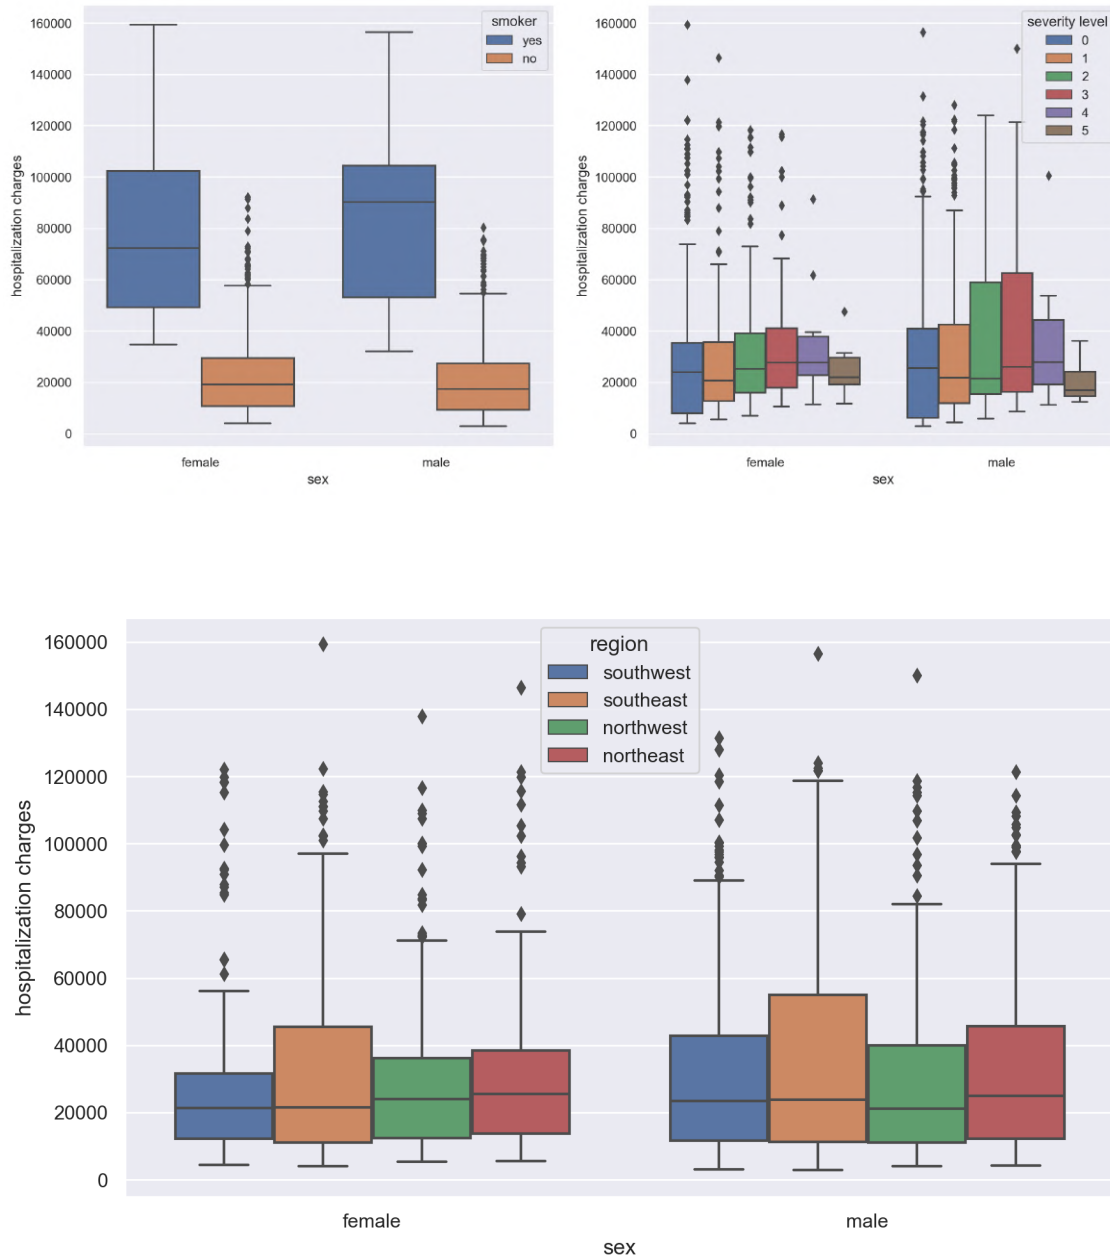 160000
140000
120000
100000
80000
60000
40000
20000
0
hospitalization charges
smoker
yes
no
female
male
sex
160000
140000
120000
100000
80000
60000
40000
20000
0
hospitalization charges
severity level
0
1
2
3
4
5
female
male
sex
160000
140000
120000
100000
80000
60000
40000
20000
0
hospitalization charges
region
southwest
southeast
northwest
northeast
female
male
sex